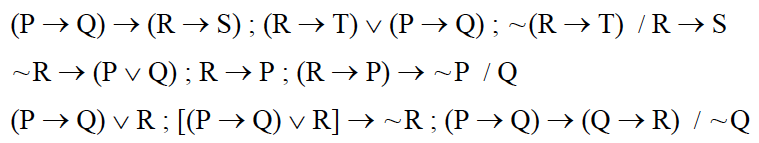 (P → Q) → (R → S) ; (R → T) ∨ (P → Q) ; ~(R → T) / R → S
~R → (P ∨ Q) ; R → P ; (R → P) → ~P / Q
(P → Q) ∨ R ; [(P → Q) ∨ R] → ~R ; (P → Q) → (Q → R) / ~Q